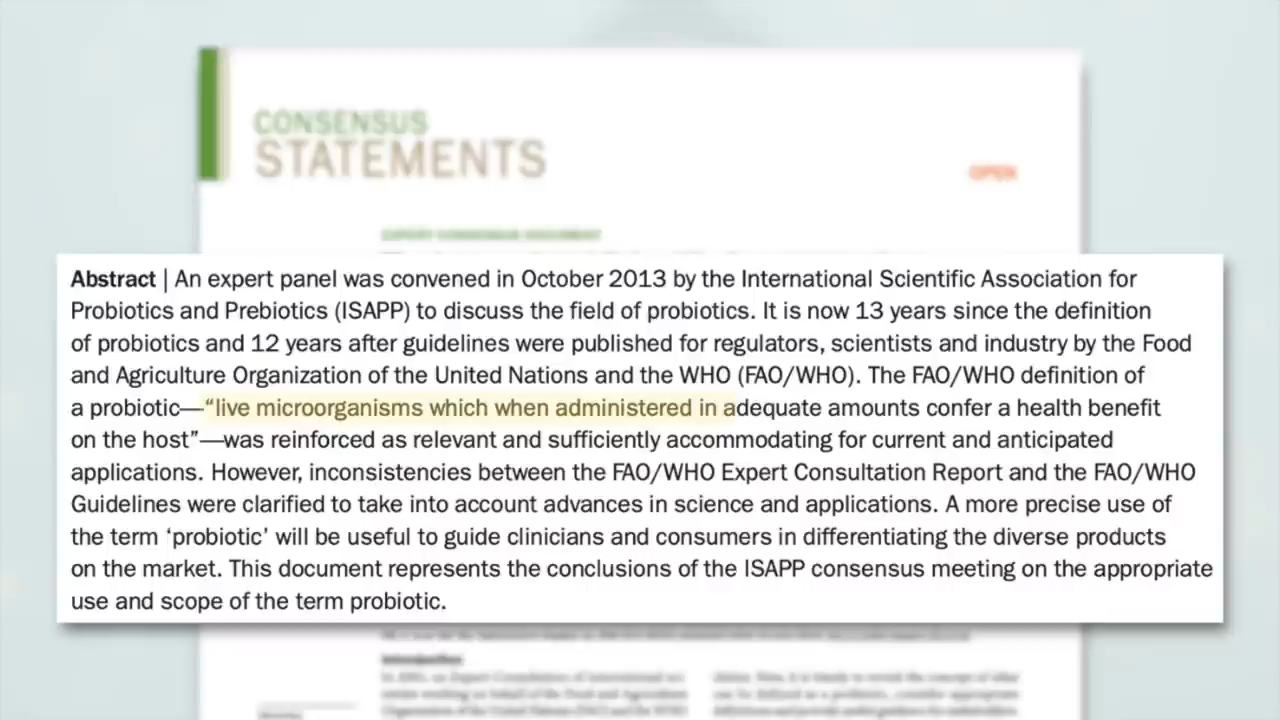 CONSENSUS
STATEMENTS
OPEN
EXPERT CONSENSUS DOCUMENT
Abstract | An expert panel was convened in October 2013 by the International Scientific Association for
Probiotics and Prebiotics (ISAPP) to discuss the field of probiotics. It is now 13 years since the definition
of probiotics and 12 years after guidelines were published for regulators, scientists and industry by the Food
and Agriculture Organization of the United Nations and the WHO (FAO/WHO). The FAO/WHO definition of
a probiotic—“live microorganisms which when administered in adequate amounts confer a health benefit
on the host”—was reinforced as relevant and sufficiently accommodating for current and anticipated
applications. However, inconsistencies between the FAO/WHO Expert Consultation Report and the FAO/WHO
Guidelines were clarified to take into account advances in science and applications. A more precise use of
the term ‘probiotic’ will be useful to guide clinicians and consumers in differentiating the diverse products
on the market. This document represents the conclusions of the ISAPP consensus meeting on the appropriate
use and scope of the term probiotic.
Introduction